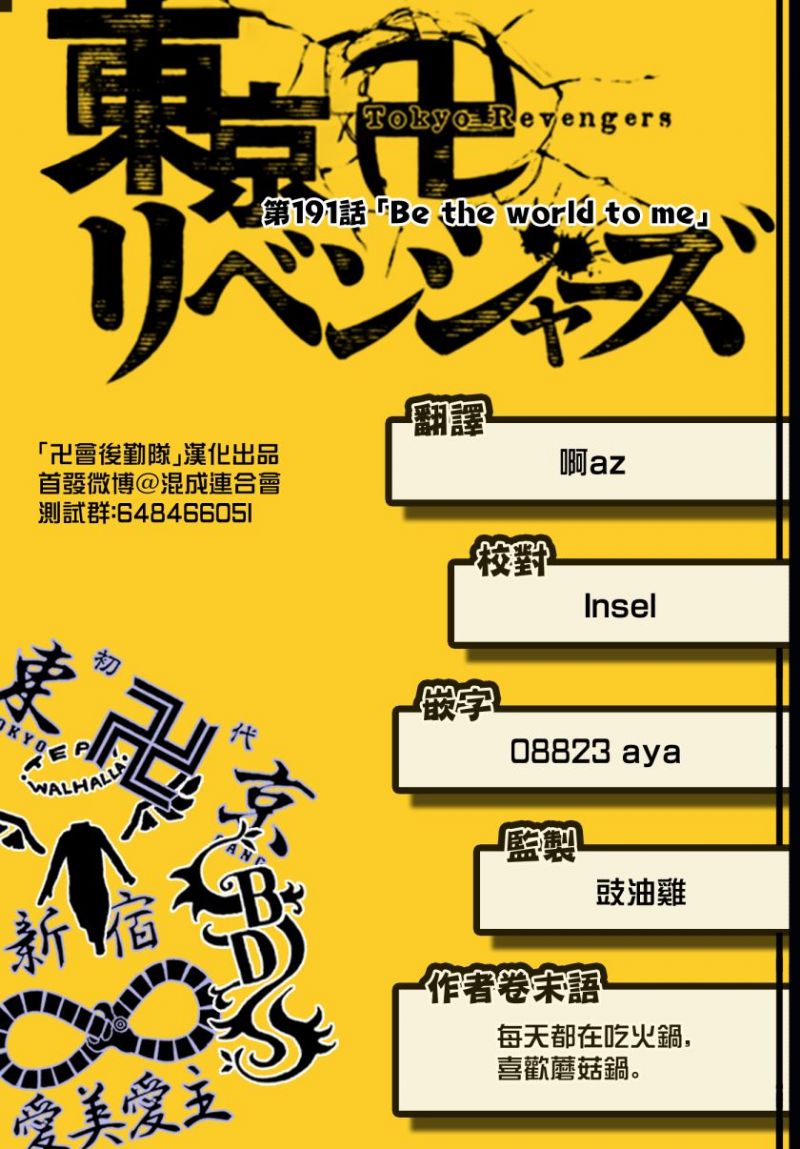 東京卍
Tokyo Revengers
第191話「Be the world to me」
リベンジャーズ
翻譯
啊az
「卍會後勤隊」漢化出品
首發微博@混成連合會
測試群:648466051
校對
Insel
嵌字
08823 aya
監製
豉油雞
作者卷末語
每天都在吃火鍋,
喜歡蘑菇鍋。
初代
東卍京
TOKYO
WALHALLA
BD
新宿
愛美愛主